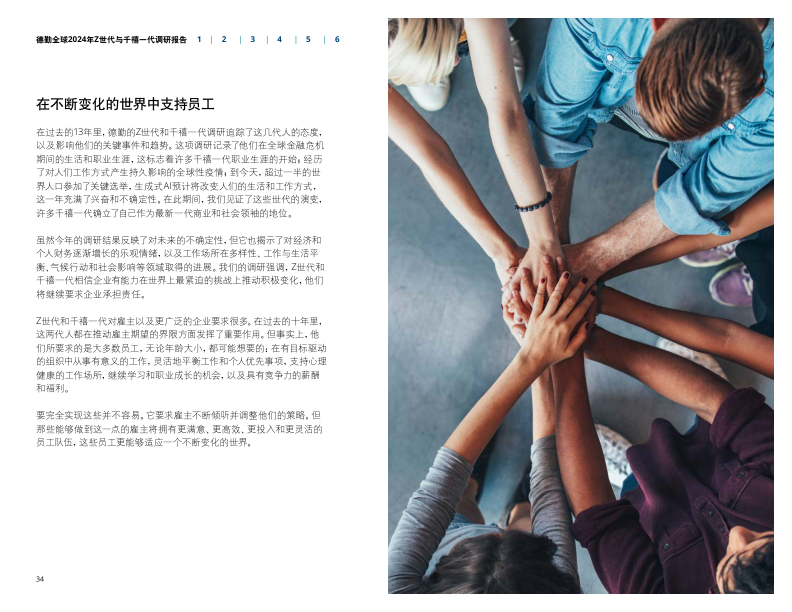 德勤全球2024年Z世代与千禧一代调研报告 1 | 2 | 3 | 4 | 5 | 6
在不断变化的世界中支持员工
在过去的13年里，德勤的Z世代和千禧一代调研追踪了这几代人的态度，
以及影响他们的关键事件和趋势。这项调研记录了他们在全球金融危机
期间的生活和职业生涯，这标志着许多千禧一代职业生涯的开始；经历
了对人们工作方式产生持久影响的全球性疫情；到今天，超过一半的世
界人口参加了关键选举，生成式AI预计将改变人们的生活和工作方式，
这一年充满了兴奋和不确定性。在此期间，我们见证了这些世代的演变，
许多千禧一代确立了自己作为最新一代商业和社会领袖的地位。
虽然今年的调研结果反映了对未来的不确定性，但它也揭示了对经济和
个人财务逐渐增长的乐观情绪，以及工作场所在多样性、工作与生活平
衡、气候行动和社会影响等领域取得的进展。我们的调研强调，Z世代和
千禧一代相信企业有能力在世界上最紧迫的挑战上推动积极变化，他们
将继续要求企业承担责任。
Z世代和千禧一代对雇主以及更广泛的企业要求很多。在过去的十年里，
这两代人都在推动雇主期望的界限方面发挥了重要作用。但事实上，他
们所要求的是大多数员工，无论年龄大小，都可能想要的：在有目标驱动
的组织中从事有意义的工作，灵活地平衡工作和个人优先事项，支持心理
健康的工作场所，继续学习和职业成长的机会，以及具有竞争力的薪酬
和福利。
要完全实现这些并不容易。它要求雇主不断倾听并调整他们的策略。但
那些能够做到这一点的雇主将拥有更满意、更高效、更投入和更灵活的
员工队伍，这些员工更能够适应一个不断变化的世界。
34